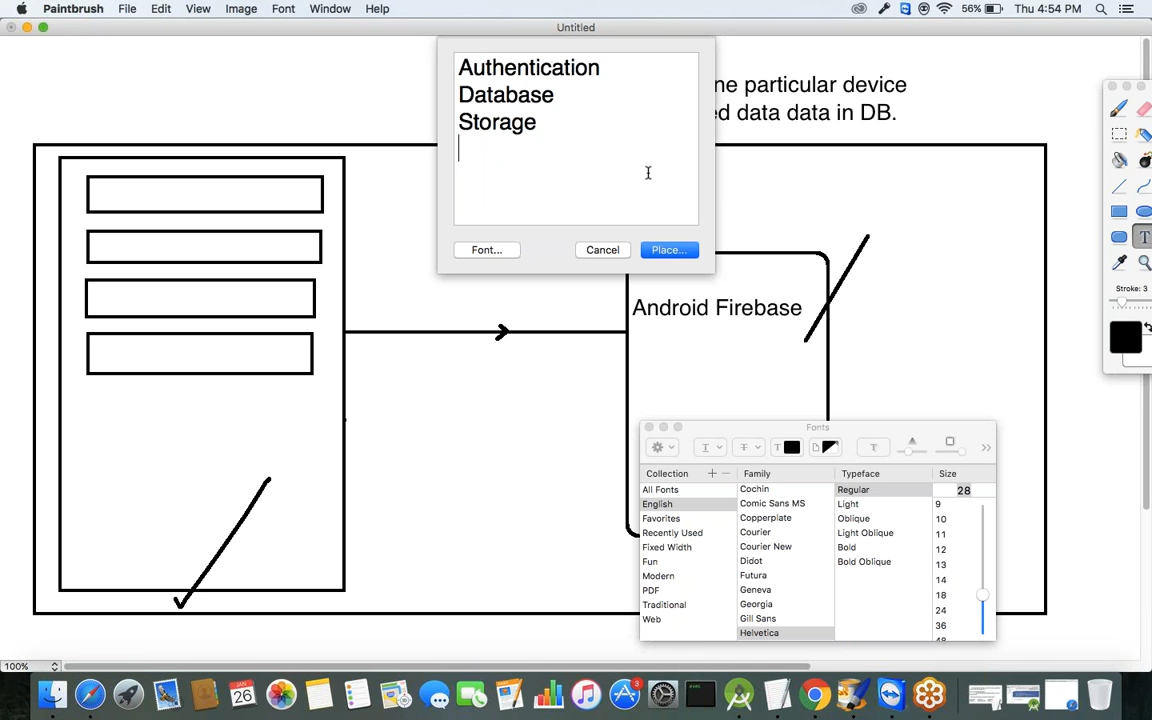 Paintbrush File Edit View Image Font Window Help 56% Thu 4:54 PM
Untitled
Authentication
Database
Storage
ne particular device
d data data in DB.
Font... Cancel Place...
Android Firebase
T
Stroke: 3
Fonts
Collection Family Typeface Size
All Fonts Cochin Regular 28
English Comic Sans MS Light 9
Favorites Copperplate Oblique 10
Recently Used Courier Light Oblique 11
Fixed Width Courier New Bold 12
Fun Didot Bold Oblique 13
Modern Futura 14
PDF Geneva 18
Traditional Georgia 24
Web Gill Sans 36
Helvetica 48
100%
JAN
26
3